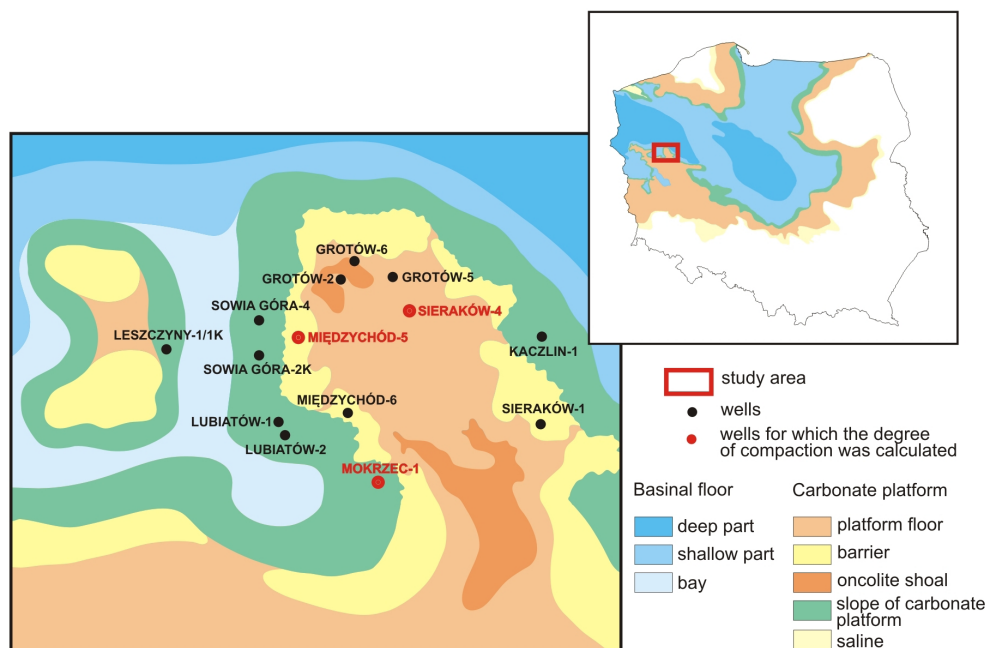 GROTÓW-6
GROTÓW-2
GROTÓW-5
SOWIA GÓRA-4
SIERAKÓW-4
LESZCZYNY-1/1K
MIĘDZYCHÓD-5
KACZLIN-1
SOWIA GÓRA-2K
MIĘDZYCHÓD-6
SIERAKÓW-1
LUBIATÓW-1
LUBIATÓW-2
MOKRZEC-1
study area
wells
wells for which the degree
of compaction was calculated
Basinal floor
deep part
shallow part
bay
Carbonate platform
platform floor
barrier
oncolite shoal
slope of carbonate
platform
saline